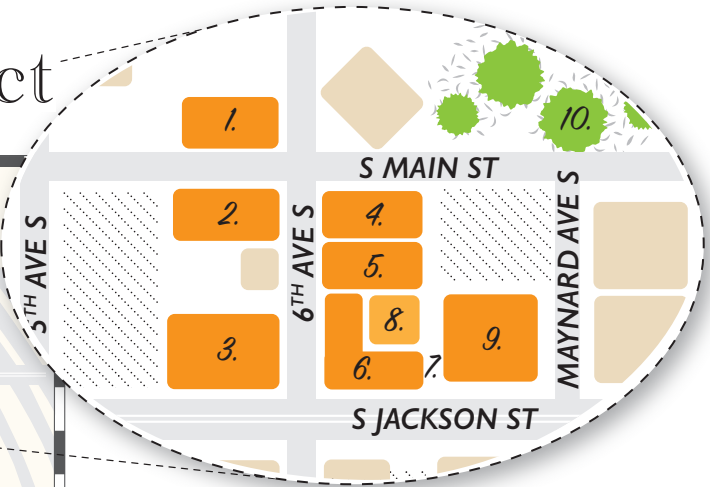 ct
1.
10.
S MAIN ST
2.
4.
5.
3.
8.
6.
7.
9.
5TH AVE S
6TH AVE S
MAYNARD AVE S
S JACKSON ST